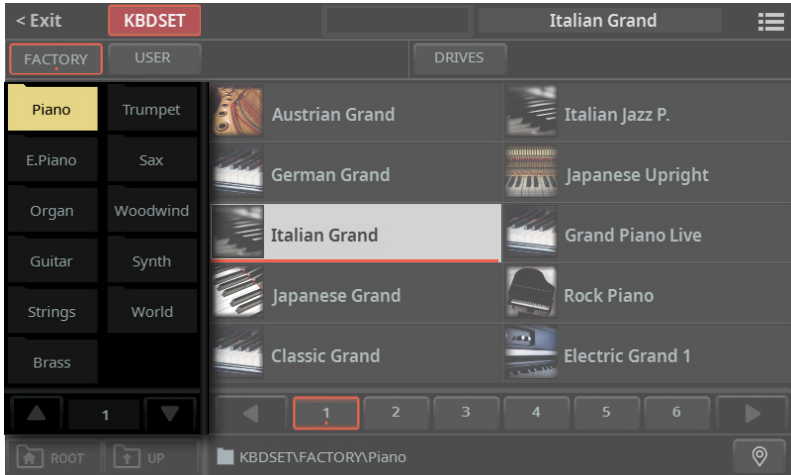 < Exit KBDSET Italian Grand
FACTORY USER DRIVES
Piano Trumpet Austrian Grand Italian Jazz P.
E.Piano Sax German Grand Japanese Upright
Organ Woodwind Italian Grand Grand Piano Live
Guitar Synth Japanese Grand Rock Piano
Strings World Classic Grand Electric Grand 1
Brass
1 1 2 3 4 5 6
ROOT UP KBDSET\FACTORY\Piano